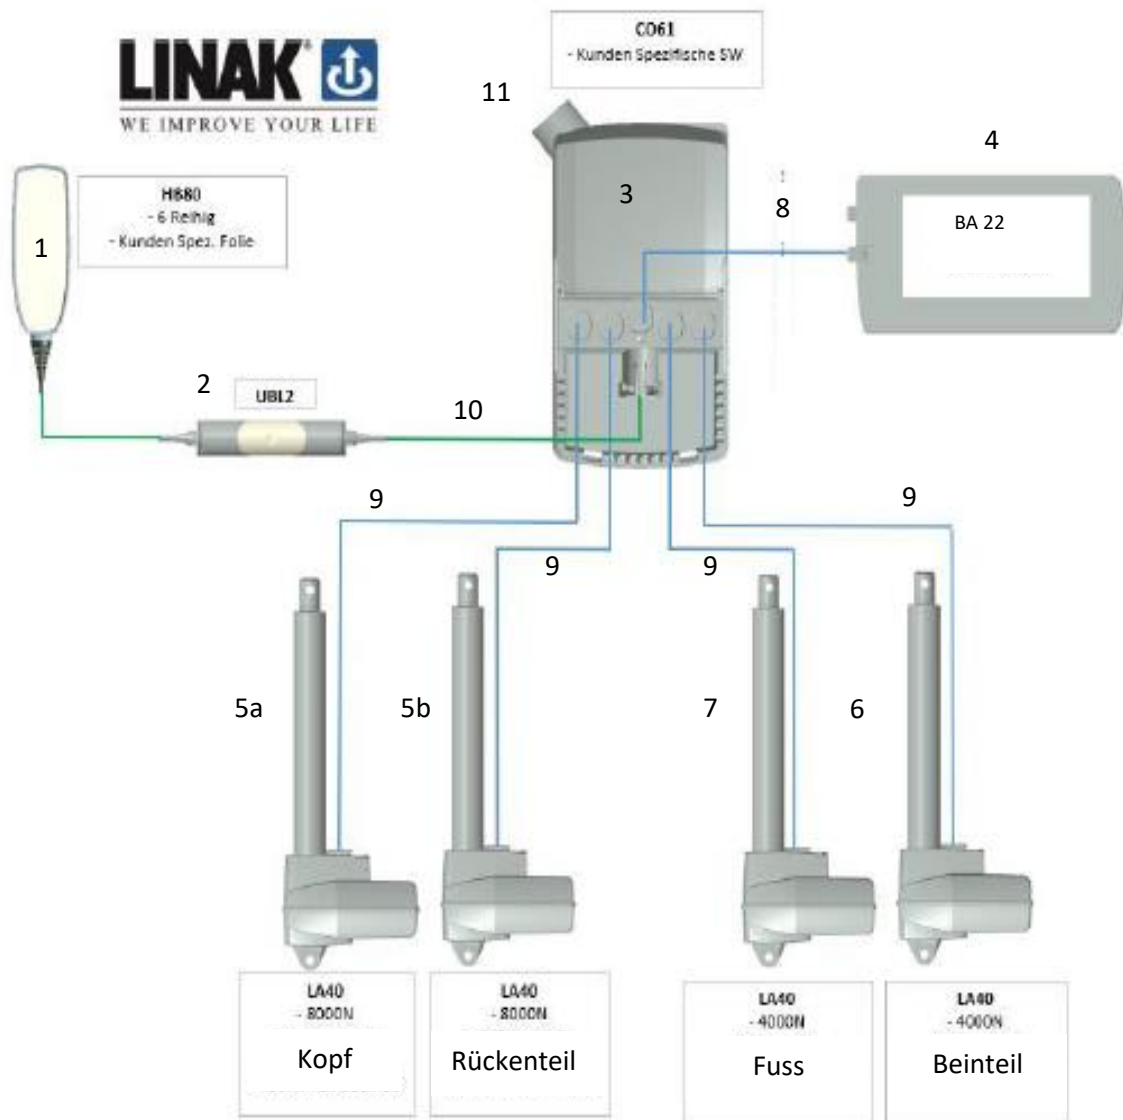 CO61
- Kunden Spezifische SW
LINAK®
WE IMPROVE YOUR LIFE
11
4
HB80
- 6 Reihig
- Kunden Spez. Folie
3
8
BA 22
1
2
UBL2
10
9
9
9
9
5a
5b
7
6
LA40
- 8000N
Kopf
LA40
- 8000N
Rückenteil
LA40
- 4000N
Fuss
LA40
- 4000N
Beinteil